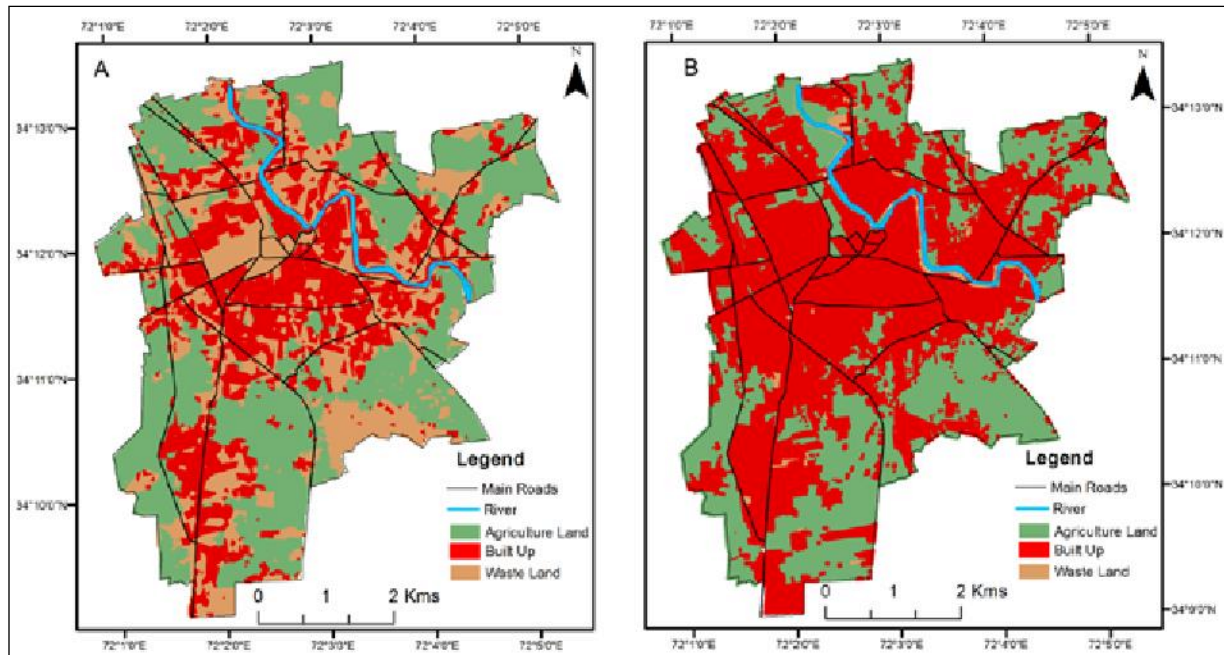 72°1'0"E 72°2'0"E 72°3'0"E 72°4'0"E 72°5'0"E
A
N
34°13'0"N
34°12'0"N
34°11'0"N
34°10'0"N
Legend
Main Roads
River
Agriculture Land
Built Up
Waste Land
0 1 2 Kms
72°1'0"E 72°2'0"E 72°3'0"E 72°4'0"E 72°5'0"E
72°1'0"E 72°2'0"E 72°3'0"E 72°4'0"E 72°5'0"E
B
N
34°13'0"N
34°12'0"N
34°11'0"N
34°10'0"N
34°9'0"N
Legend
Main Roads
River
Agriculture Land
Built Up
Waste Land
0 1 2 Kms
72°1'0"E 72°2'0"E 72°3'0"E 72°4'0"E 72°5'0"E